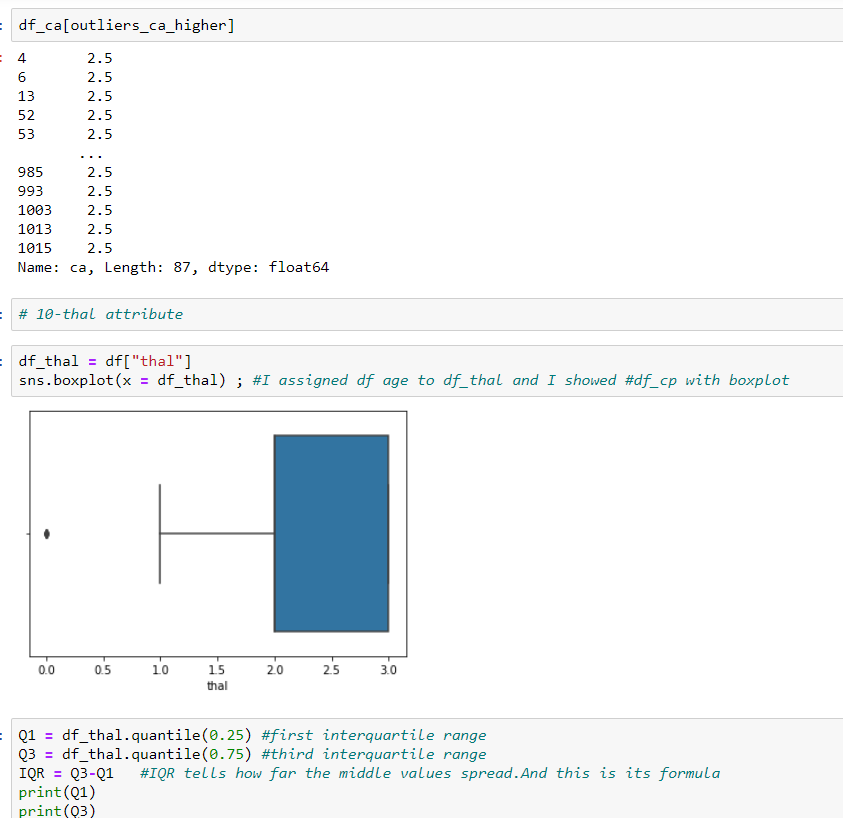 df_ca[outliers_ca_higher]
4       2.5
6       2.5
13      2.5
52      2.5
53      2.5
       ...
985     2.5
993     2.5
1003    2.5
1013    2.5
1015    2.5
Name: ca, Length: 87, dtype: float64
# 10-thal attribute
df_thal = df["thal"]
sns.boxplot(x = df_thal) ; #I assigned df age to df_thal and I showed #df_cp with boxplot
0.0 0.5 1.0 1.5 2.0 2.5 3.0
thal
Q1 = df_thal.quantile(0.25) #first interquartile range
Q3 = df_thal.quantile(0.75) #third interquartile range
IQR = Q3-Q1   #IQR tells how far the middle values spread.And this is its formula
print(Q1)
print(Q3)